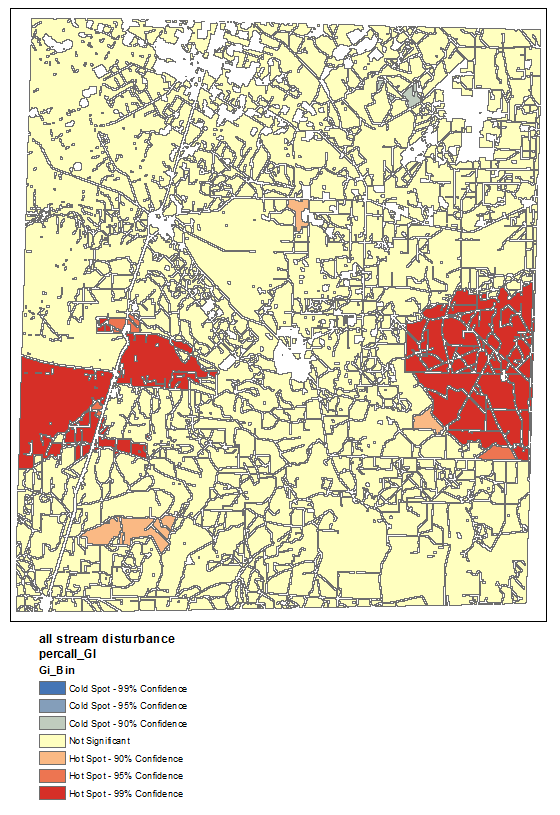 all stream disturbance
percall_GI
Gi_Bin
Cold Spot - 99% Confidence
Cold Spot - 95% Confidence
Cold Spot - 90% Confidence
Not Significant
Hot Spot - 90% Confidence
Hot Spot - 95% Confidence
Hot Spot - 99% Confidence